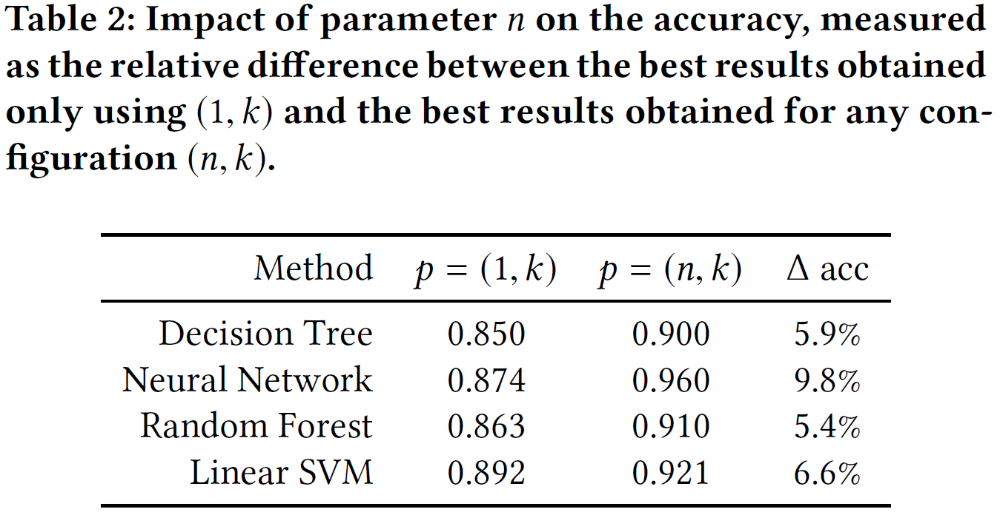 Table 2: Impact of parameter n on the accuracy, measured
as the relative difference between the best results obtained
only using (1, k) and the best results obtained for any con-
figuration (n, k).
Method p = (1, k) p = (n, k) Δ acc
Decision Tree 0.850 0.900 5.9%
Neural Network 0.874 0.960 9.8%
Random Forest 0.863 0.910 5.4%
Linear SVM 0.892 0.921 6.6%